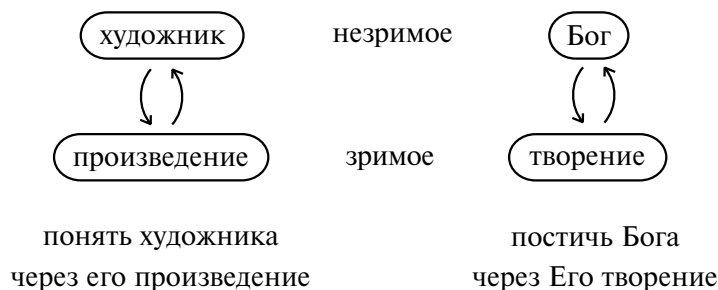 художник незримое Бог
произведение зримое творение
понять художника постичь Бога
через его произведение через Его творение